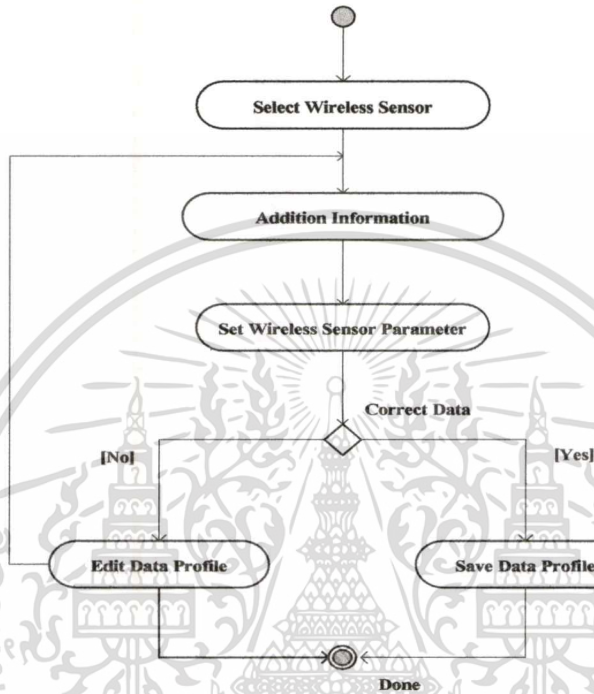 Select Wireless Sensor
Addition Information
Set Wireless Sensor Parameter
Correct Data
[No]
[Yes]
Edit Data Profile
Save Data Profile
Done